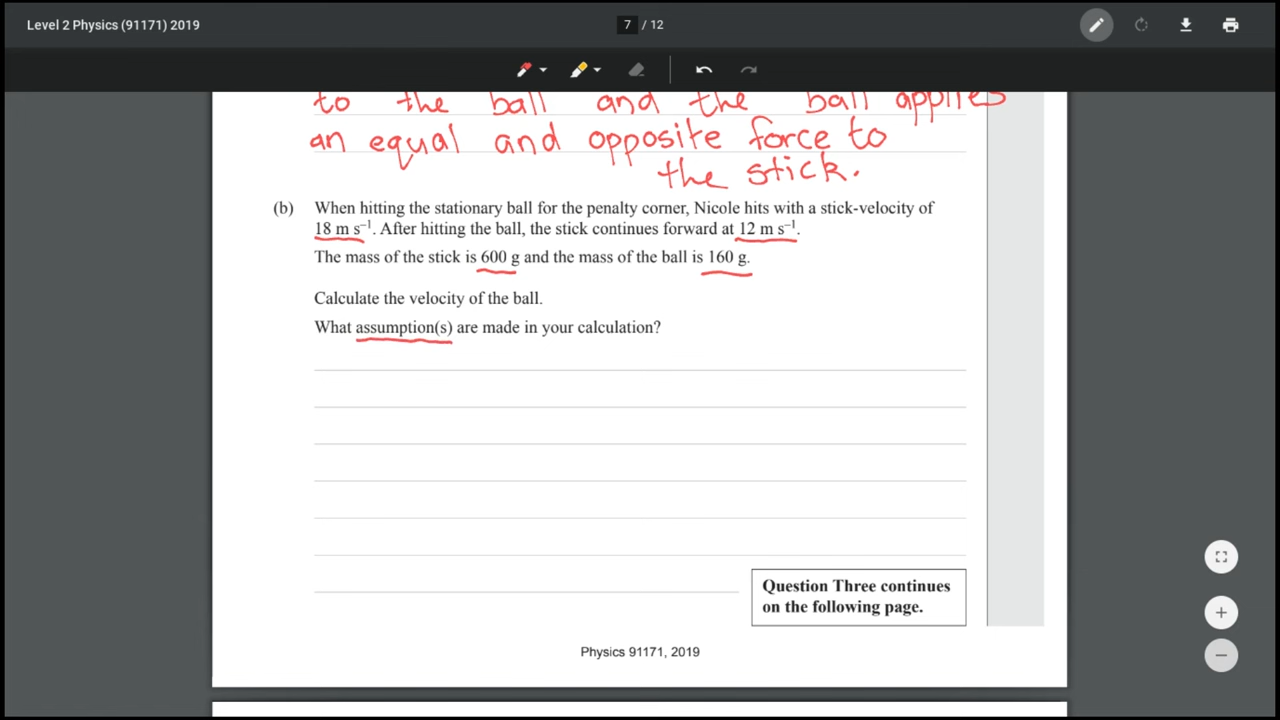 Level 2 Physics (91171) 2019
7 / 12
to the ball and the ball applies
an equal and opposite force to
the stick.
(b) When hitting the stationary ball for the penalty corner, Nicole hits with a stick-velocity of
18 m s⁻¹. After hitting the ball, the stick continues forward at 12 m s⁻¹.
The mass of the stick is 600 g and the mass of the ball is 160 g.
Calculate the velocity of the ball.
What assumption(s) are made in your calculation?
Question Three continues
on the following page.
Physics 91171, 2019